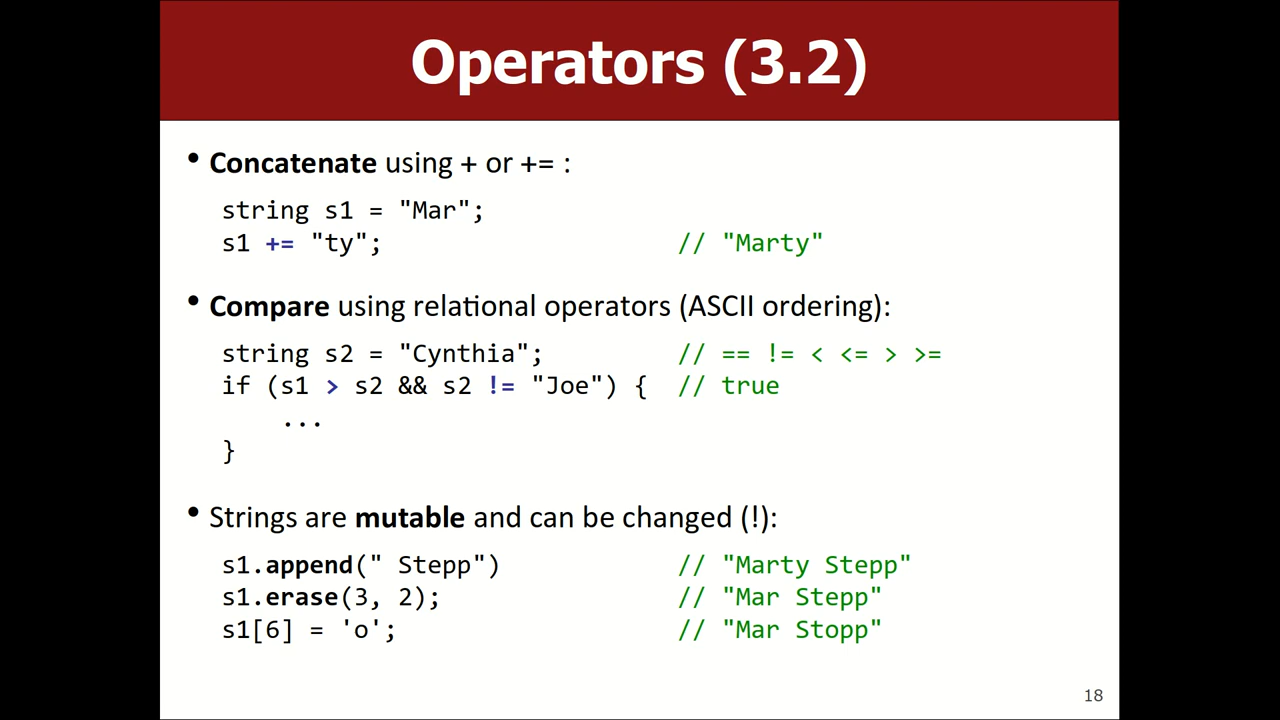 Operators (3.2)
• Concatenate using + or += :
string s1 = "Mar";
s1 += "ty"; // "Marty"
• Compare using relational operators (ASCII ordering):
string s2 = "Cynthia"; // == != < <= > >=
if (s1 > s2 && s2 != "Joe") { // true
...
}
• Strings are mutable and can be changed (!):
s1.append(" Stepp") // "Marty Stepp"
s1.erase(3, 2); // "Mar Stepp"
s1[6] = 'o'; // "Mar Stopp"
18